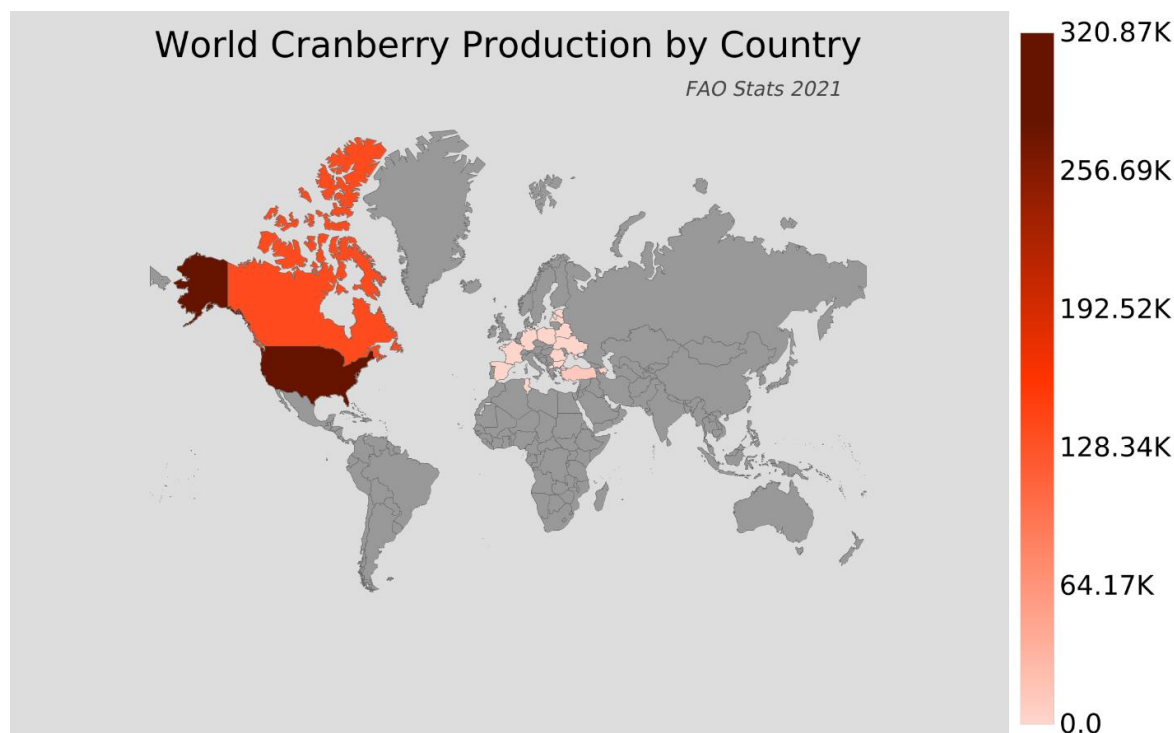 World Cranberry Production by Country
FAO Stats 2021
320.87K
256.69K
192.52K
128.34K
64.17K
0.0